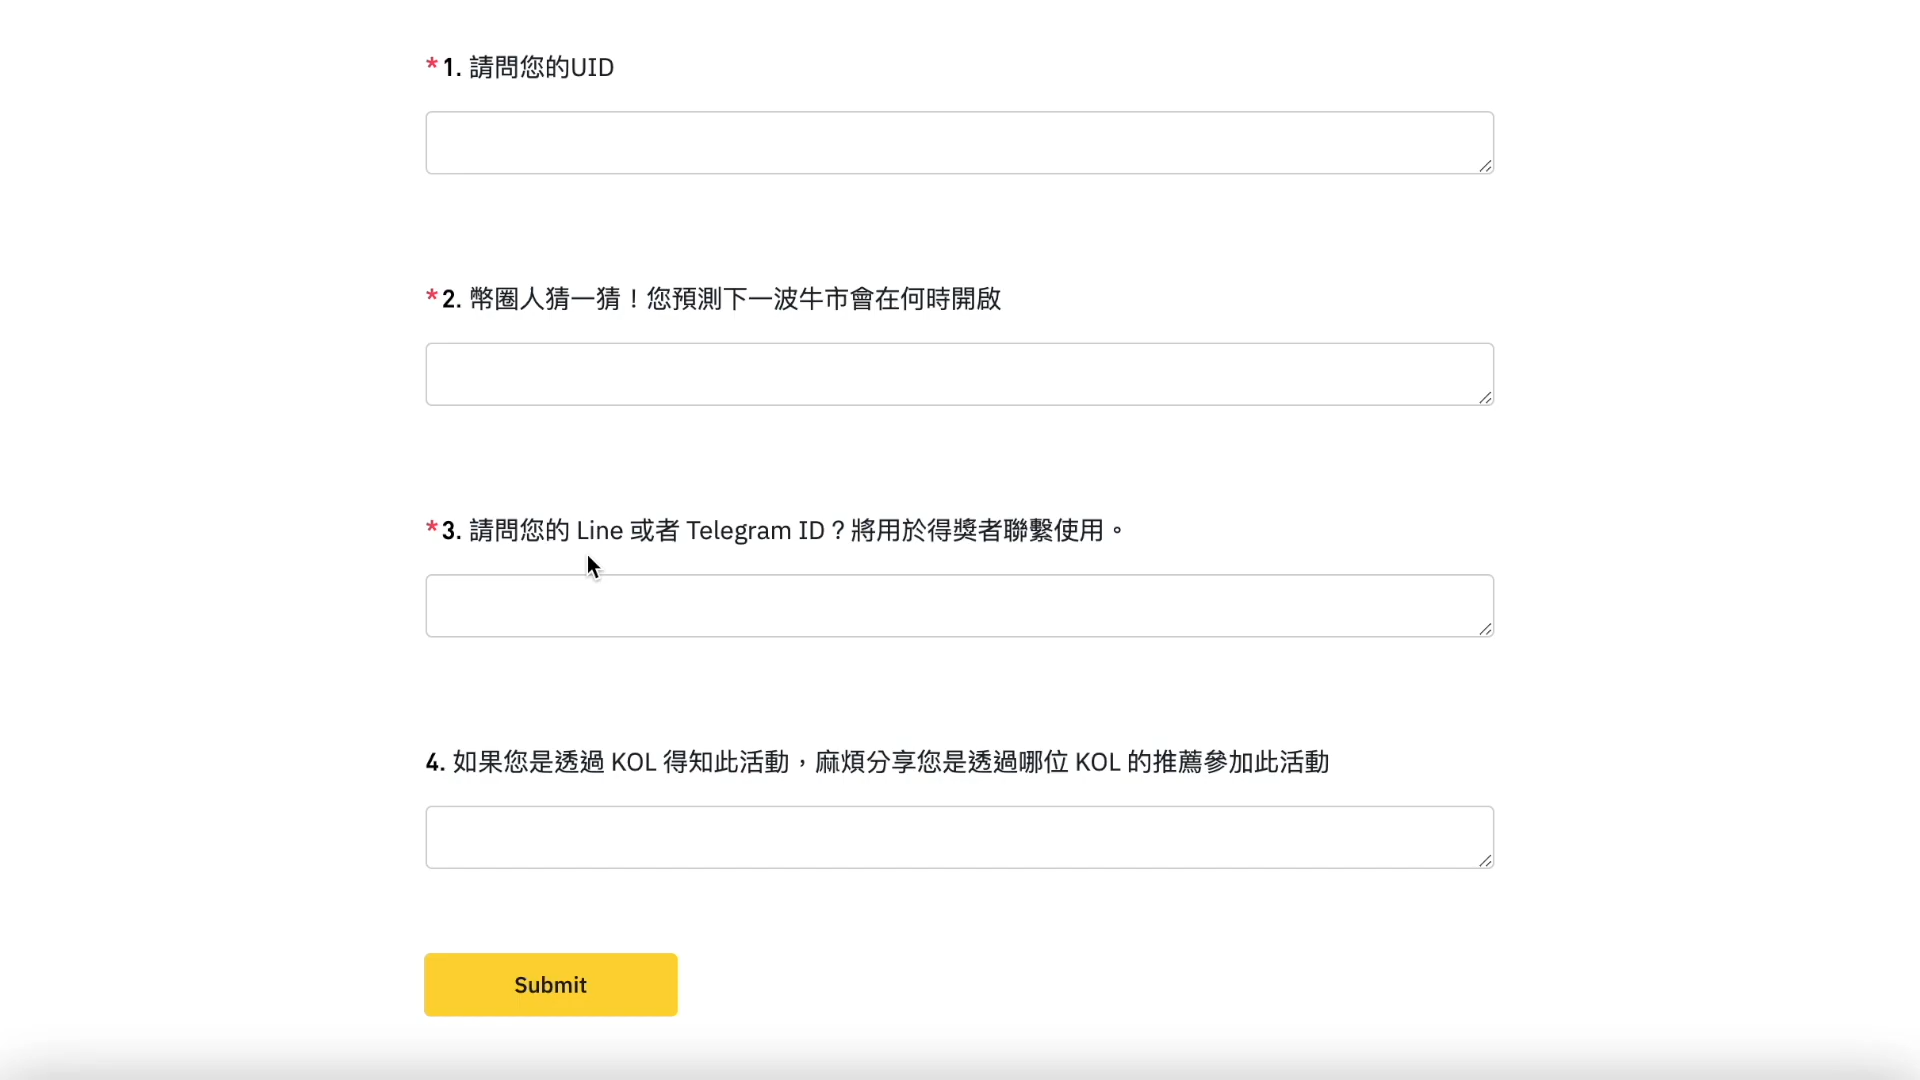 *1. 請問您的UID
*2. 幣圈人猜一猜！您預測下一波牛市會在何時開啟
*3. 請問您的 Line 或者 Telegram ID？將用於得獎者聯繫使用。
4. 如果您是透過 KOL 得知此活動，麻煩分享您是透過哪位 KOL 的推薦參加此活動
Submit